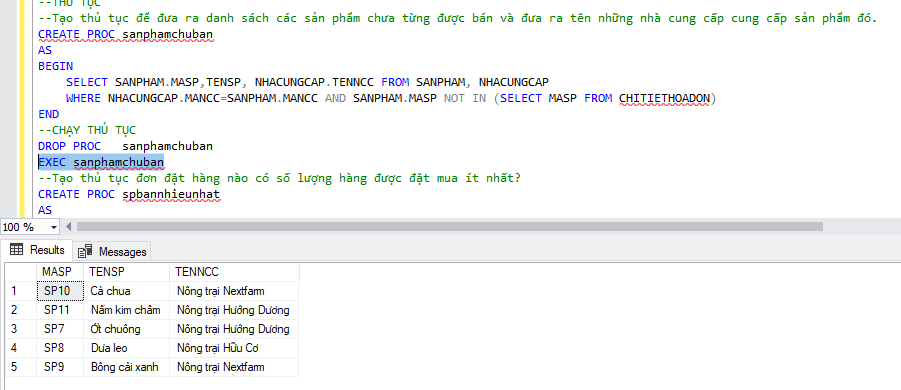 --THỦ TỤC
--Tạo thủ tục để đưa ra danh sách các sản phẩm chưa từng được bán và đưa ra tên những nhà cung cấp cung cấp sản phẩm đó.
CREATE PROC sanphamchuban
AS
BEGIN
SELECT SANPHAM.MASP,TENSP, NHACUNGCAP.TENNCC FROM SANPHAM, NHACUNGCAP
WHERE NHACUNGCAP.MANCC=SANPHAM.MANCC AND SANPHAM.MASP NOT IN (SELECT MASP FROM CHITIETHOADON)
END
--CHẠY THỦ TỤC
DROP PROC sanphamchuban
EXEC sanphamchuban
--Tạo thủ tục đơn đặt hàng nào có số lượng hàng được đặt mua ít nhất?
CREATE PROC spbannhieunhat
AS
100 %
Results Messages
MASP TENSP TENNCC
1 SP10 Cà chua Nông trại Nextfarm
2 SP11 Nấm kim châm Nông trại Hướng Dương
3 SP7 Ớt chuông Nông trại Hướng Dương
4 SP8 Dưa leo Nông trại Hữu Cơ
5 SP9 Bông cải xanh Nông trại Nextfarm